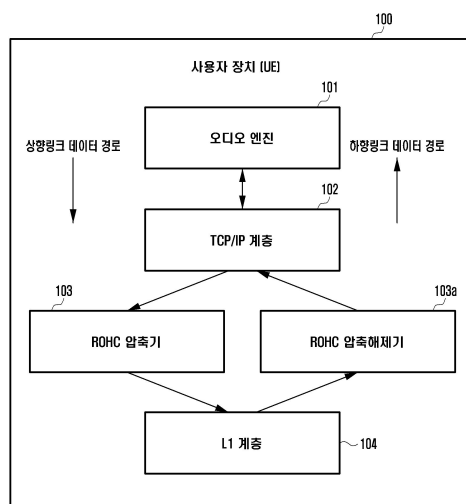 100
사용자 장치 (UE)
101
오디오 엔진
상향링크 데이터 경로
하향링크 데이터 경로
102
TCP/IP 계층
103
103a
ROHC 압축기
ROHC 압축해제기
L1 계층
104